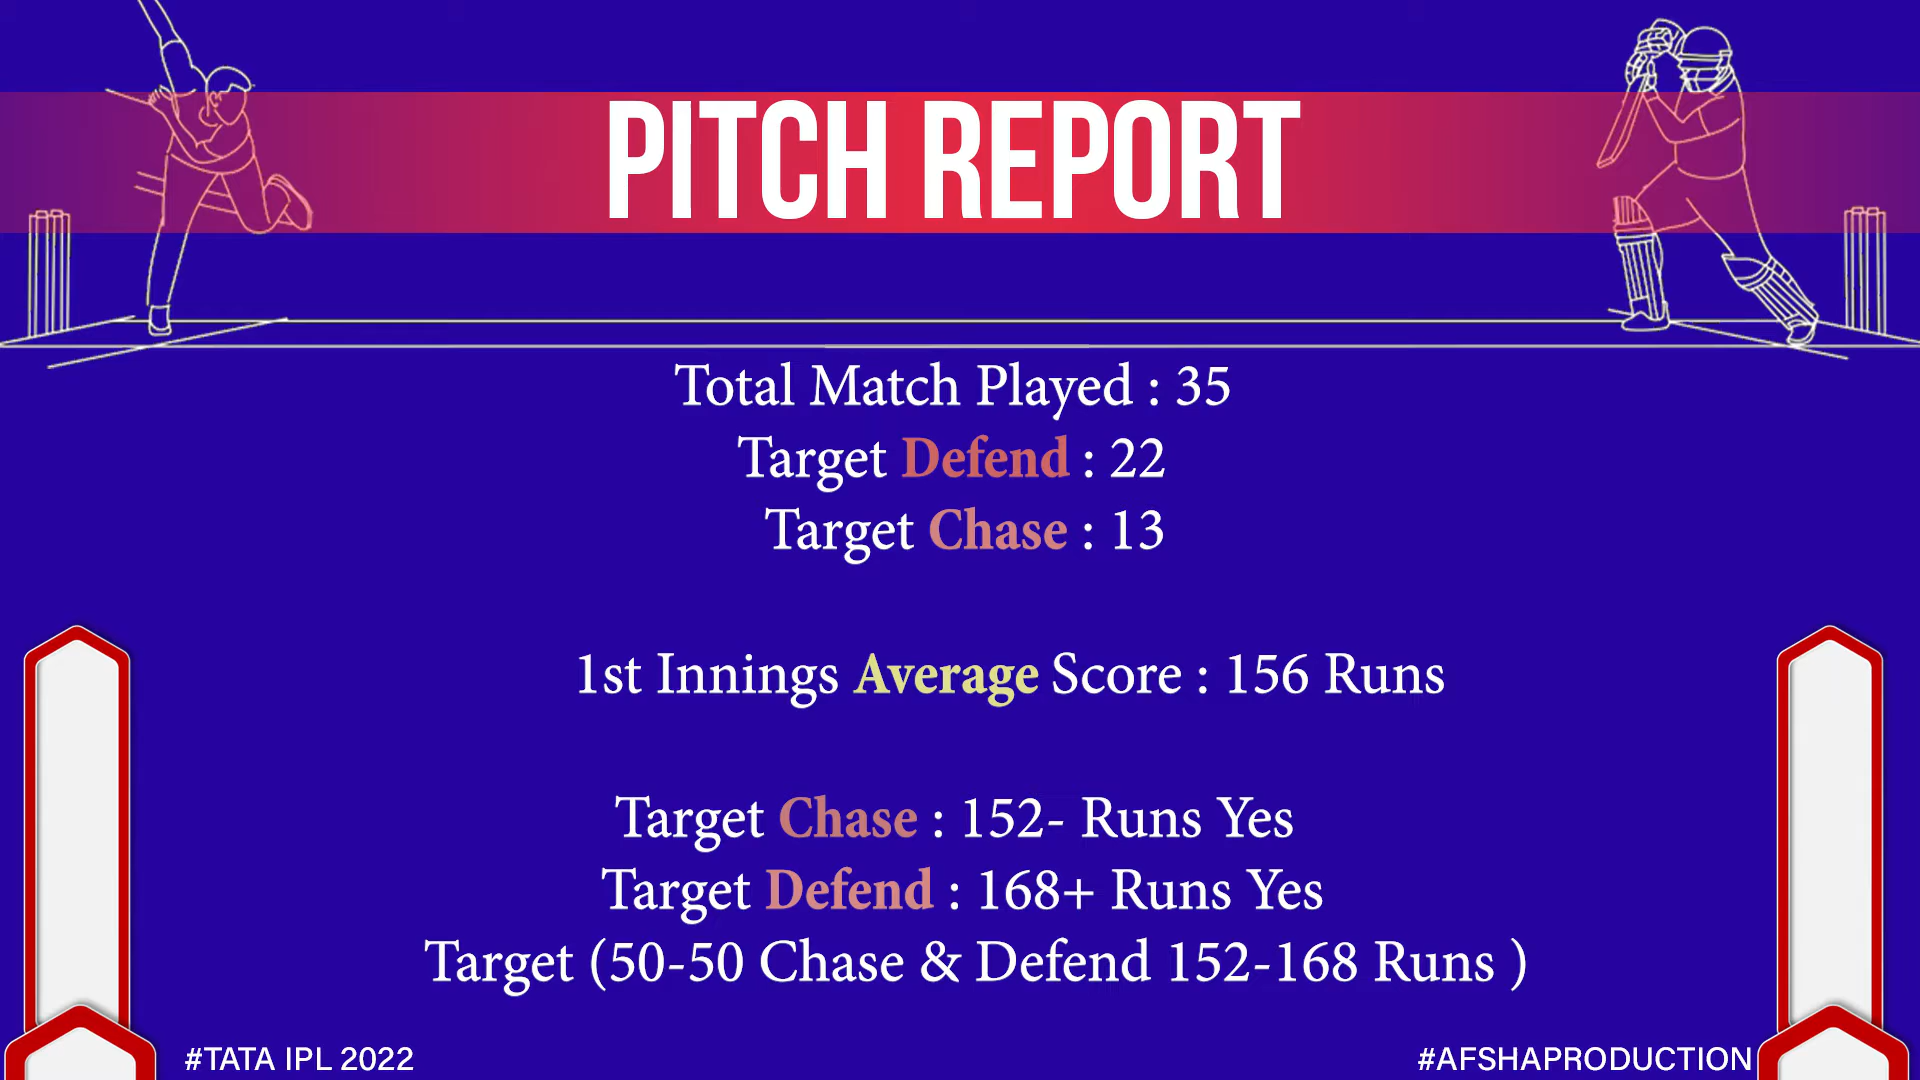 PITCH REPORT
Total Match Played : 35
Target Defend : 22
Target Chase : 13
1st Innings Average Score : 156 Runs
Target Chase : 152- Runs Yes
Target Defend : 168+ Runs Yes
Target (50-50 Chase & Defend 152-168 Runs )
#TATA IPL 2022
#AFSHAPRODUCTION